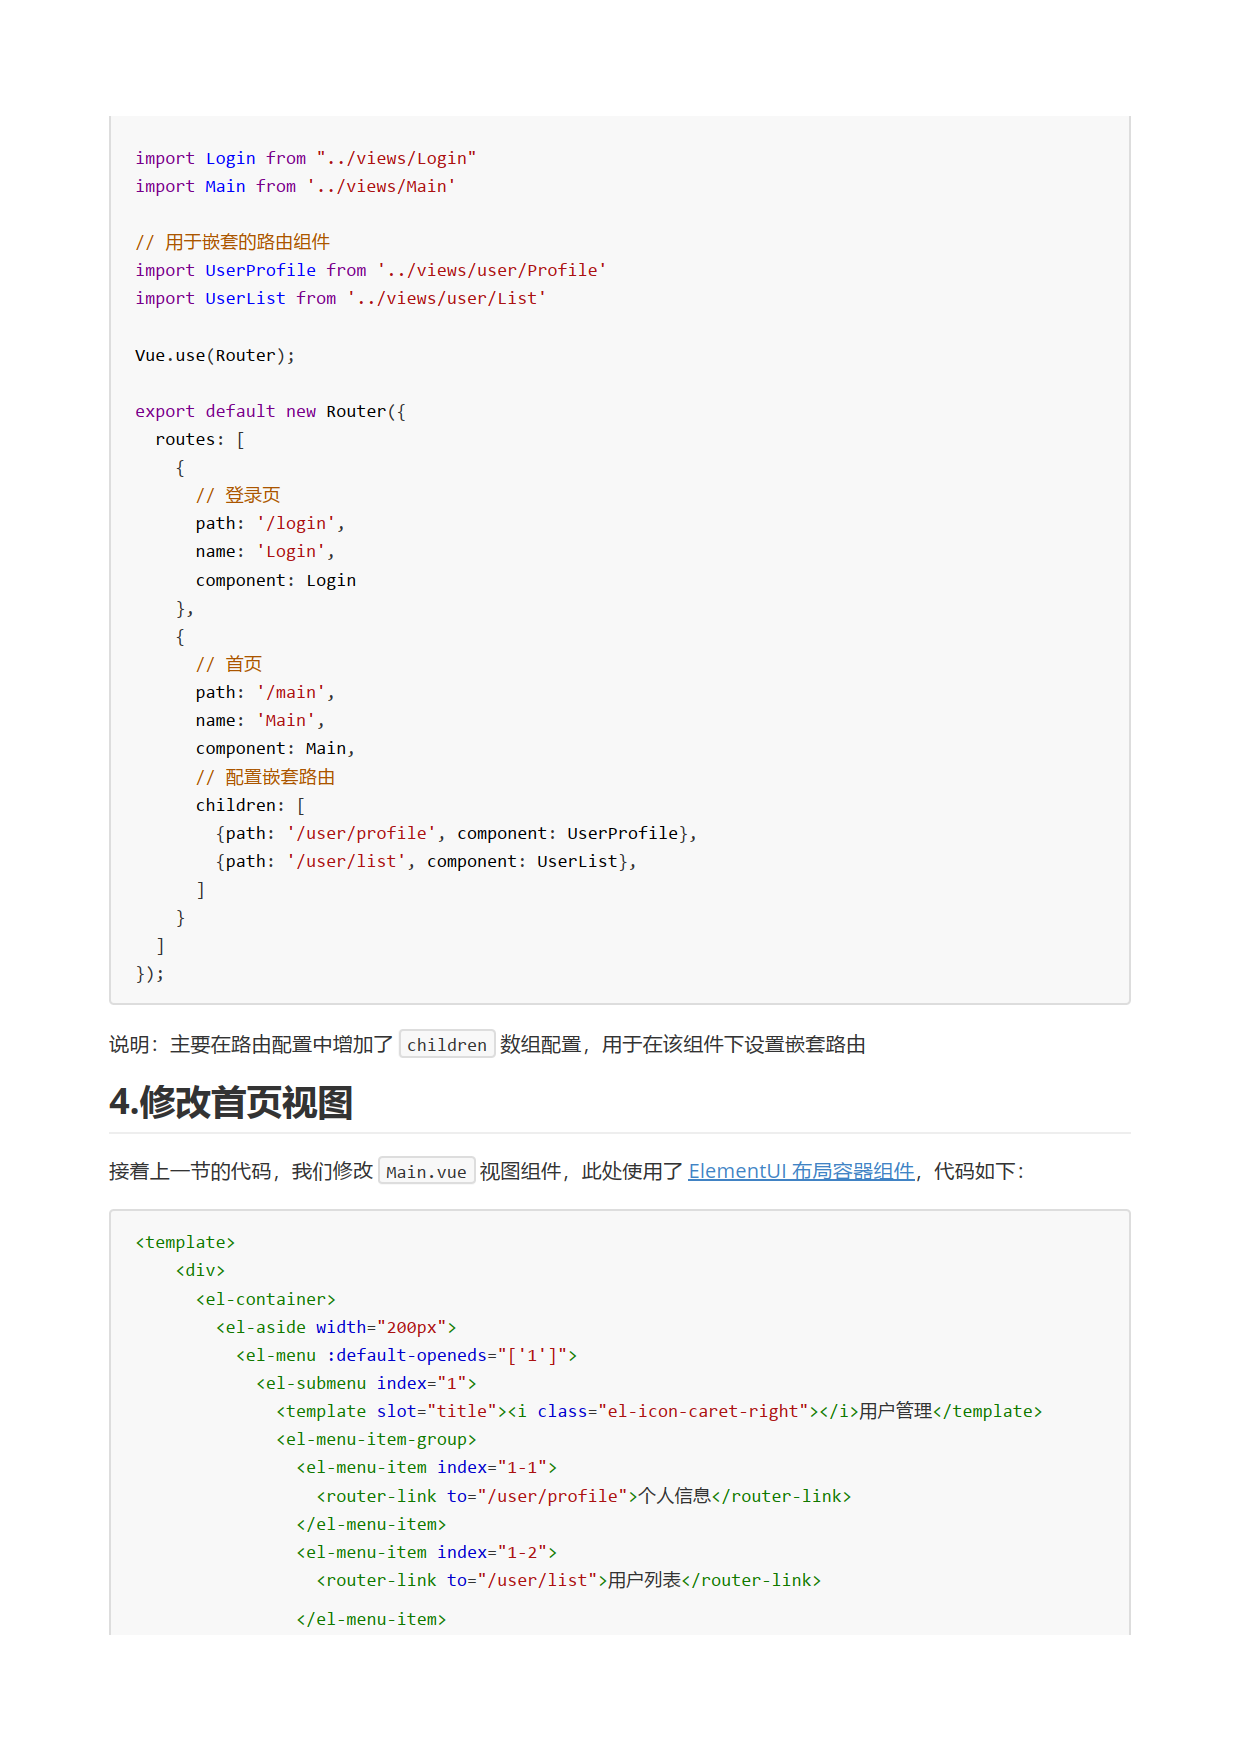 import Login from "../views/Login"
import Main from '../views/Main'

// 用于嵌套的路由组件
import UserProfile from '../views/user/Profile'
import UserList from '../views/user/List'

Vue.use(Router);

export default new Router({
  routes: [
    {
      // 登录页
      path: '/login',
      name: 'Login',
      component: Login
    },
    {
      // 首页
      path: '/main',
      name: 'Main',
      component: Main,
      // 配置嵌套路由
      children: [
        {path: '/user/profile', component: UserProfile},
        {path: '/user/list', component: UserList},
      ]
    }
  ]
});
说明：主要在路由配置中增加了 children 数组配置，用于在该组件下设置嵌套路由
4.修改首页视图
接着上一节的代码，我们修改 Main.vue 视图组件，此处使用了 ElementUI 布局容器组件，代码如下：
<template>
    <div>
      <el-container>
        <el-aside width="200px">
          <el-menu :default-openeds="['1']">
            <el-submenu index="1">
              <template slot="title"><i class="el-icon-caret-right"></i>用户管理</template>
              <el-menu-item-group>
                <el-menu-item index="1-1">
                  <router-link to="/user/profile">个人信息</router-link>
                </el-menu-item>
                <el-menu-item index="1-2">
                  <router-link to="/user/list">用户列表</router-link>
                </el-menu-item>